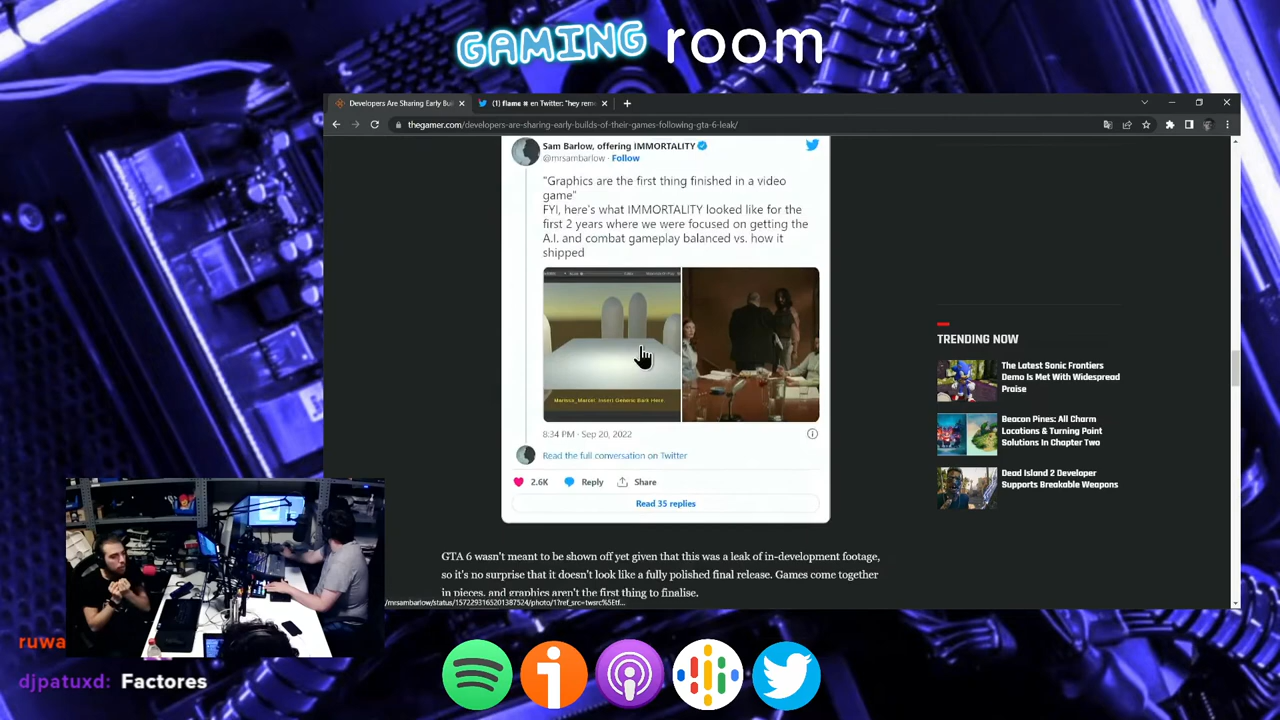 GAMING room
Developers Are Sharing Early Bui
(1) flame en Twitter: "hey rem
thegamer.com/developers-are-sharing-early-builds-of-their-games-following-gta-6-leak/
Sam Barlow, offering IMMORTALITY
@mrsambarlow · Follow
"Graphics are the first thing finished in a video
game"
FYI, here's what IMMORTALITY looked like for the
first 2 years where we were focused on getting the
A.I. and combat gameplay balanced vs. how it
shipped
Insert Generic Bark Here
8:34 PM · Sep 20, 2022
Read the full conversation on Twitter
2.6K Reply Share
Read 35 replies
GTA 6 wasn't meant to be shown off yet given that this was a leak of in-development footage,
so it's no surprise that it doesn't look like a fully polished final release. Games come together
in pieces, and graphics aren't the first thing to finalise.
TRENDING NOW
The Latest Sonic Frontiers
Demo Is Met With Widespread
Praise
Beacon Pines: All Charm
Locations & Turning Point
Solutions In Chapter Two
Dead Island 2 Developer
Supports Breakable Weapons
ruwa
djpatuxd: Factores